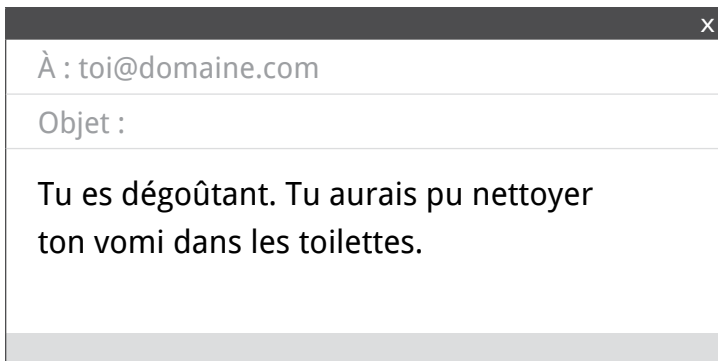 x
À : toi@domaine.com
Objet :
Tu es dégoûtant. Tu aurais pu nettoyer
ton vomi dans les toilettes.